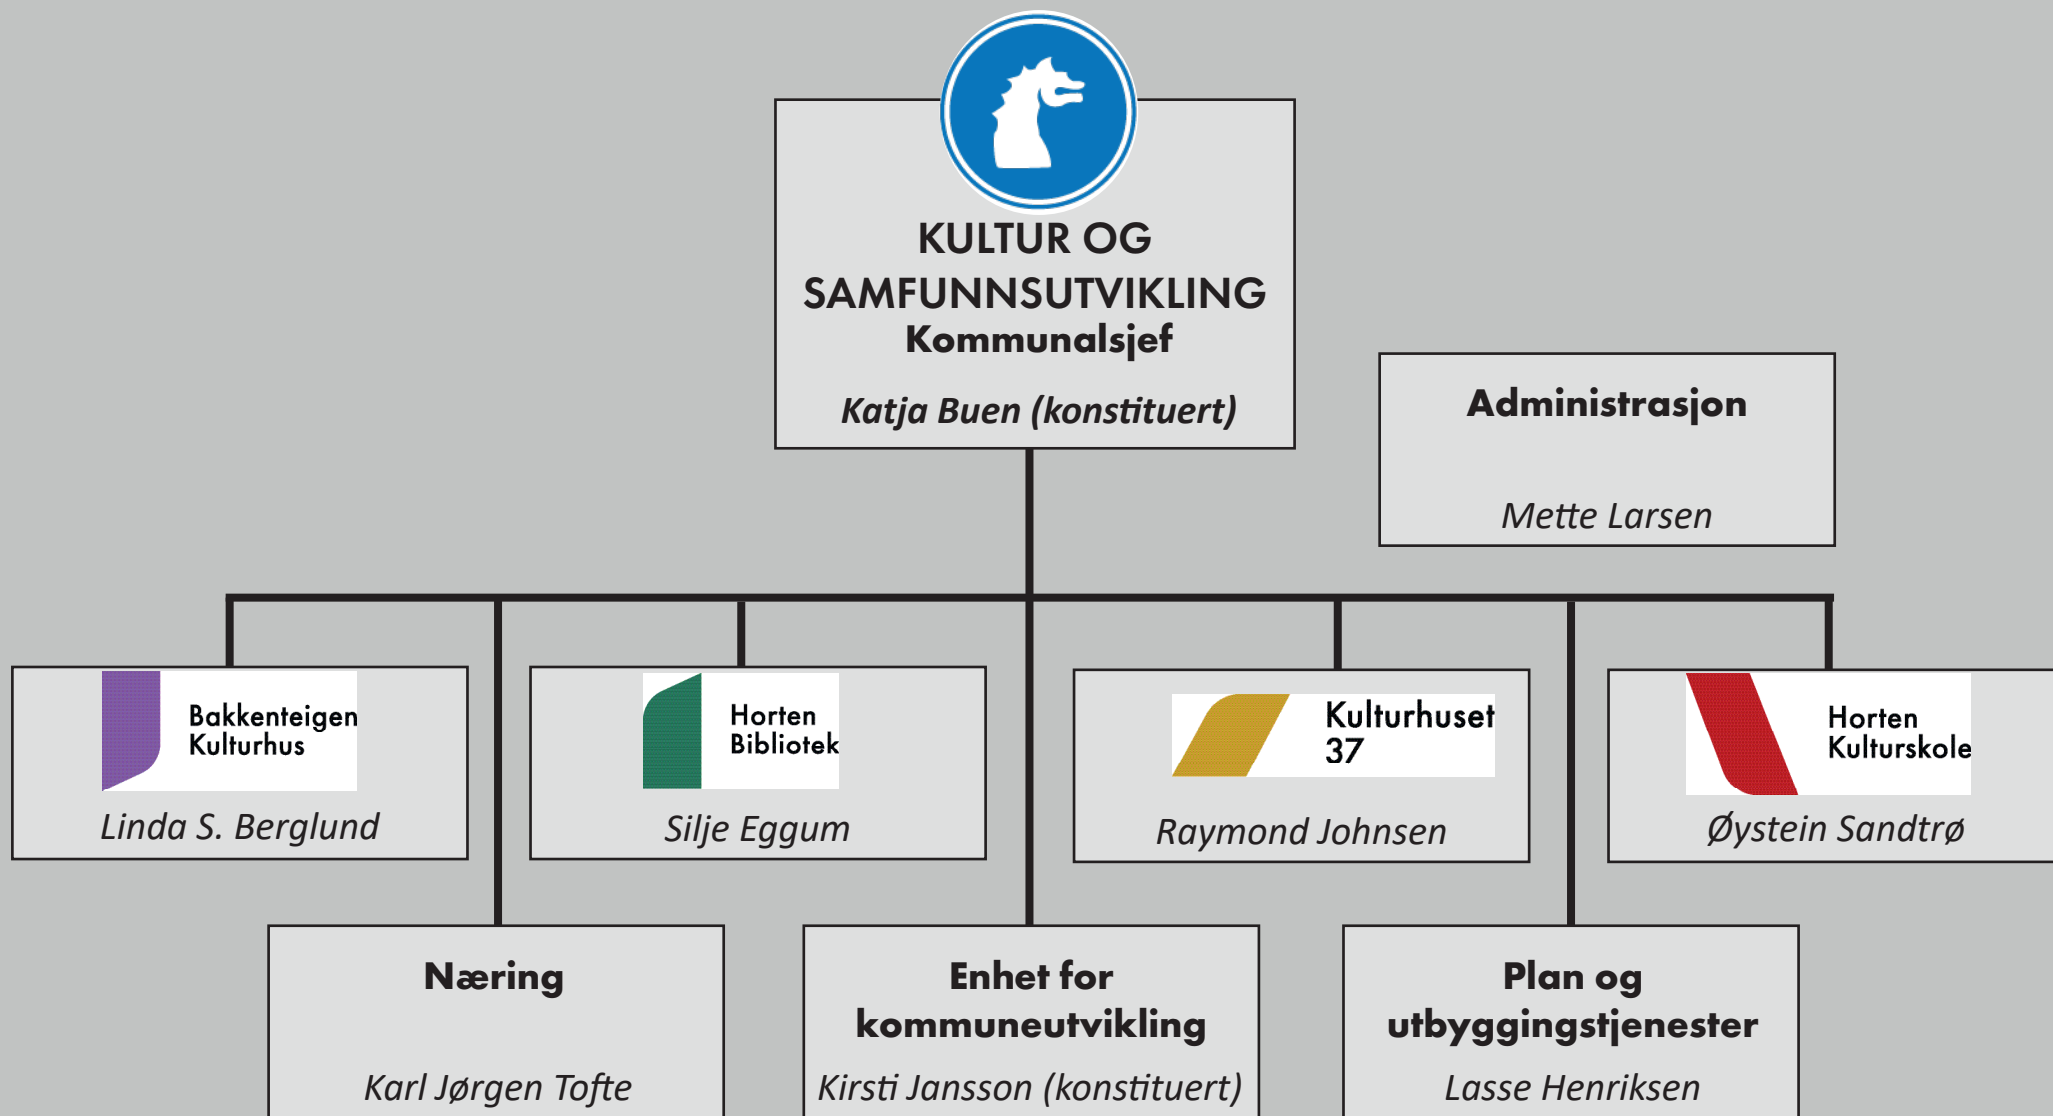 KULTUR OG
SAMFUNNSUTVIKLING
Kommunalsjef
Katja Buen (konstituert)
Administrasjon
Mette Larsen
Bakkenteigen
Kulturhus
Linda S. Berglund
Horten
Bibliotek
Silje Eggum
Kulturhuset
37
Raymond Johnsen
Horten
Kulturskole
Øystein Sandtrø
Næring
Karl Jørgen Tofte
Enhet for
kommuneutvikling
Kirsti Jansson (konstituert)
Plan og
utbyggingstjenester
Lasse Henriksen